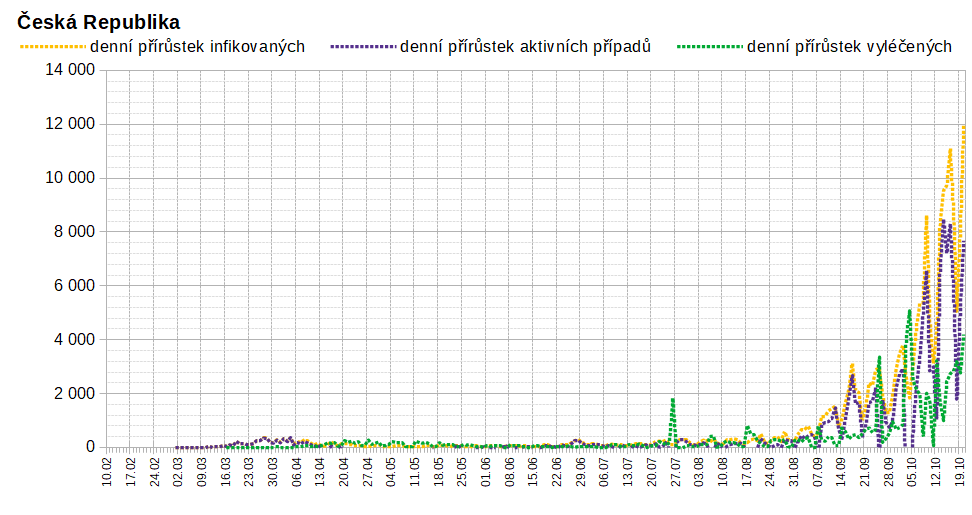 Česká Republika
denní přírůstek infikovaných denní přírůstek aktivních případů denní přírůstek vyléčených
14 000
12 000
10 000
8 000
6 000
4 000
2 000
0
10.02 17.02 24.02 02.03 09.03 16.03 23.03 30.03 06.04 13.04 20.04 27.04 04.05 11.05 18.05 25.05 01.06 08.06 15.06 22.06 29.06 06.07 13.07 20.07 27.07 03.08 10.08 17.08 24.08 31.08 07.09 14.09 21.09 28.09 05.10 12.10 19.10